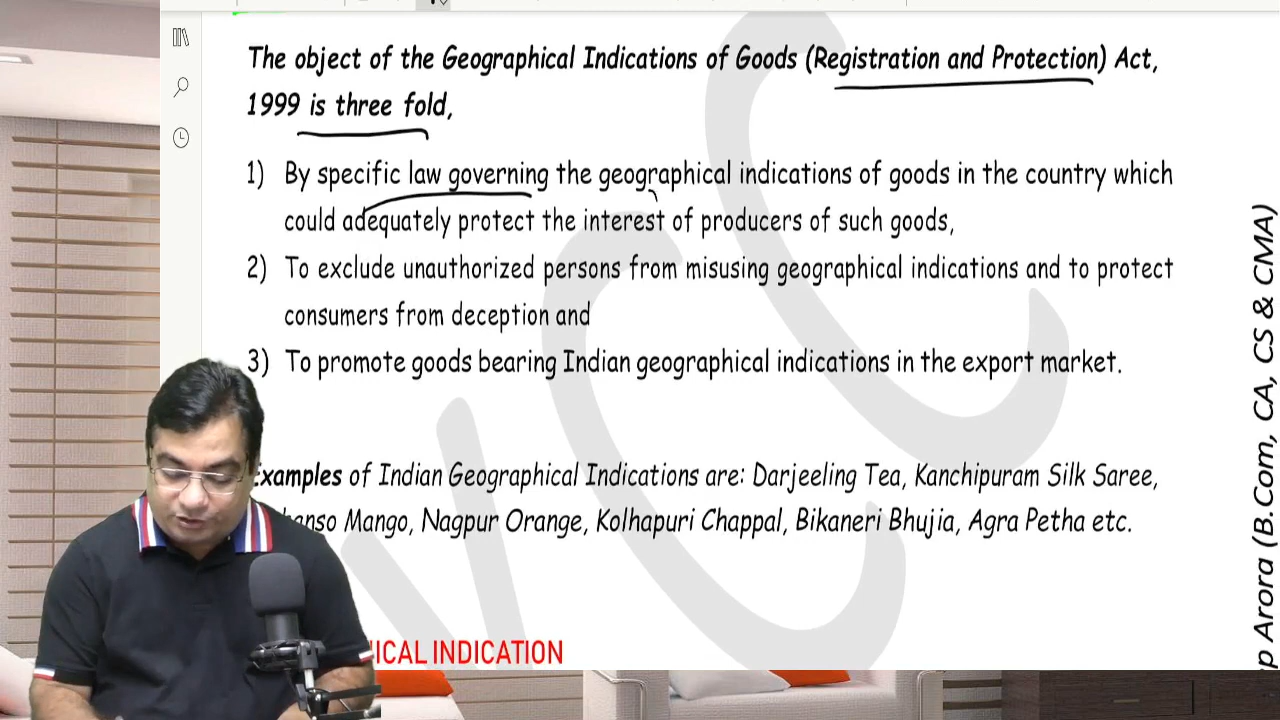 The object of the Geographical Indications of Goods (Registration and Protection) Act,
1999 is three fold,
1) By specific law governing the geographical indications of goods in the country which
could adequately protect the interest of producers of such goods,
2) To exclude unauthorized persons from misusing geographical indications and to protect
consumers from deception and
3) To promote goods bearing Indian geographical indications in the export market.
Examples of Indian Geographical Indications are: Darjeeling Tea, Kanchipuram Silk Saree,
Mango, Nagpur Orange, Kolhapuri Chappal, Bikaneri Bhujia, Agra Petha etc.
INDICATION
Arora (B.Com, CA, CS & CMA)
VCC